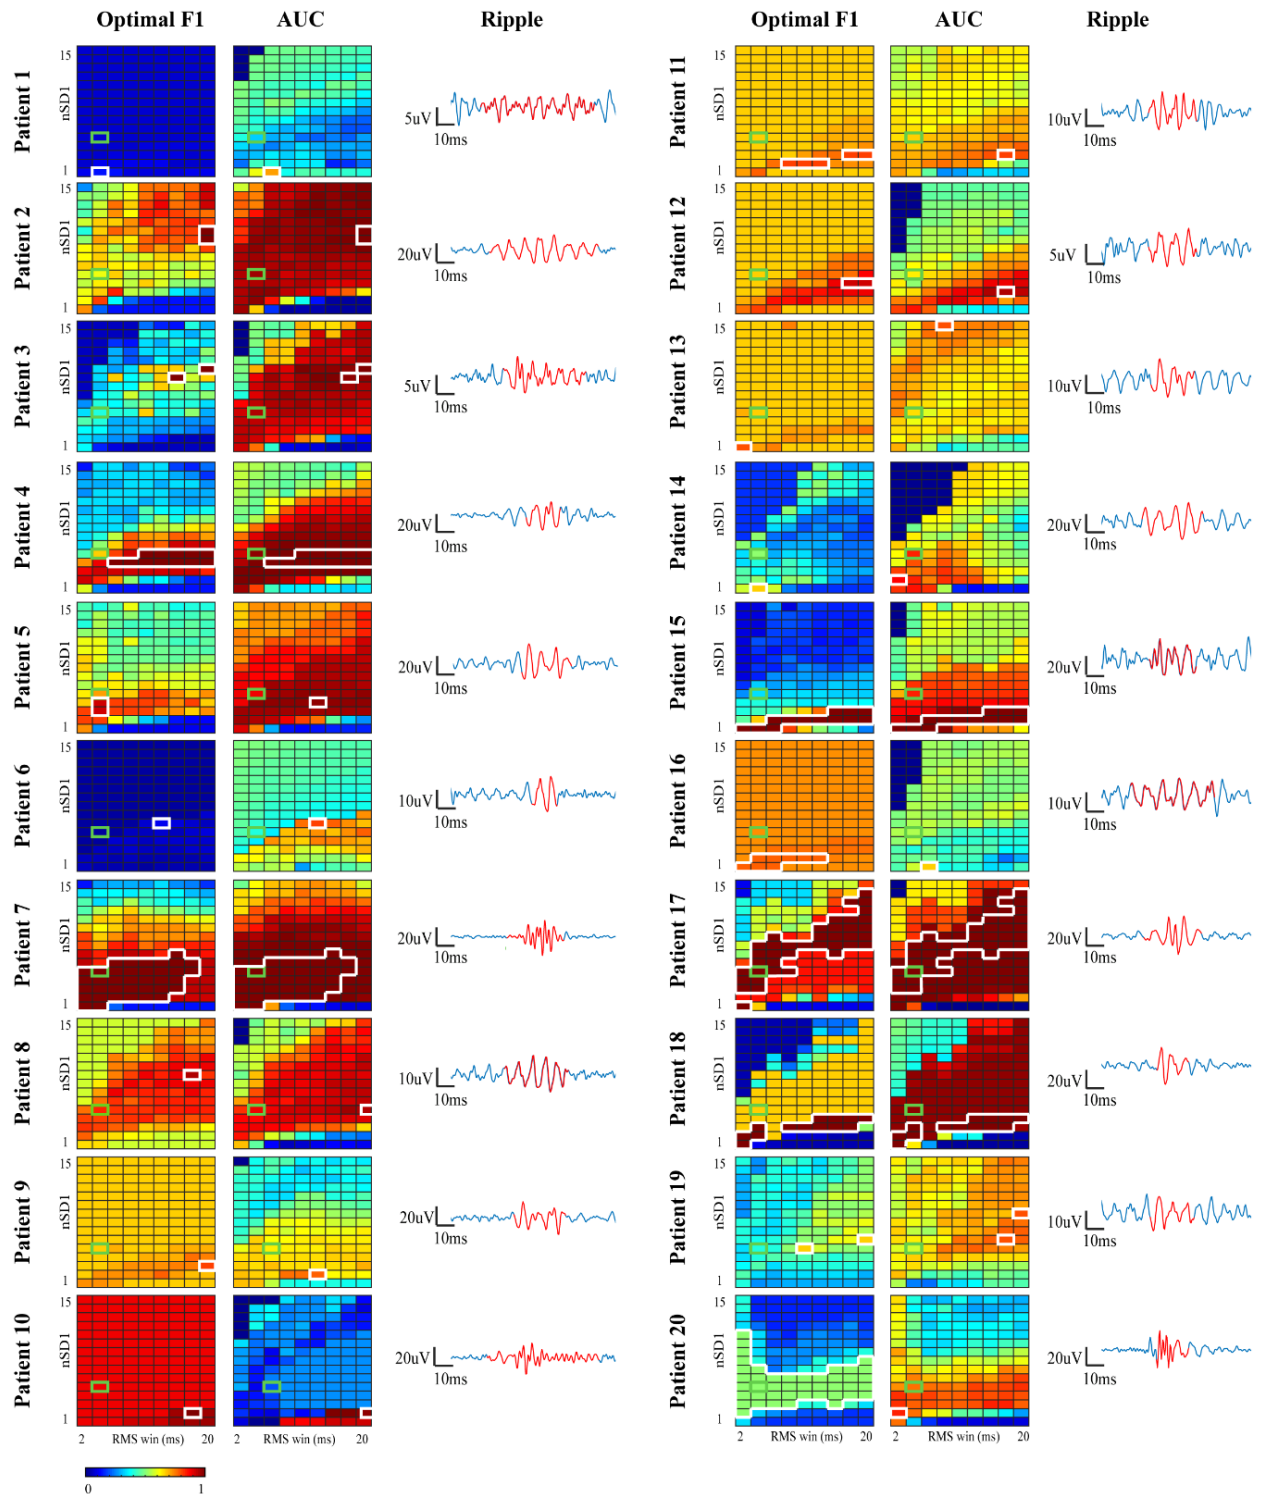 Optimal F1 AUC Ripple Optimal F1 AUC Ripple
Patient 1 15 nSD1 1 5uV 10ms Patient 11 15 nSD1 1 10uV 10ms
Patient 2 15 nSD1 1 20uV 10ms Patient 12 15 nSD1 1 5uV 10ms
Patient 3 15 nSD1 1 5uV 10ms Patient 13 15 nSD1 1 10uV 10ms
Patient 4 15 nSD1 1 20uV 10ms Patient 14 15 nSD1 1 20uV 10ms
Patient 5 15 nSD1 1 20uV 10ms Patient 15 15 nSD1 1 20uV 10ms
Patient 6 15 nSD1 1 10uV 10ms Patient 16 15 nSD1 1 10uV 10ms
Patient 7 15 nSD1 1 20uV 10ms Patient 17 15 nSD1 1 20uV 10ms
Patient 8 15 nSD1 1 10uV 10ms Patient 18 15 nSD1 1 20uV 10ms
Patient 9 15 nSD1 1 20uV 10ms Patient 19 15 nSD1 1 10uV 10ms
Patient 10 15 nSD1 1 20uV 10ms Patient 20 15 nSD1 1 20uV 10ms
2 RMS win (ms) 20 2 RMS win (ms) 20 2 RMS win (ms) 20 2 RMS win (ms) 20
0 1